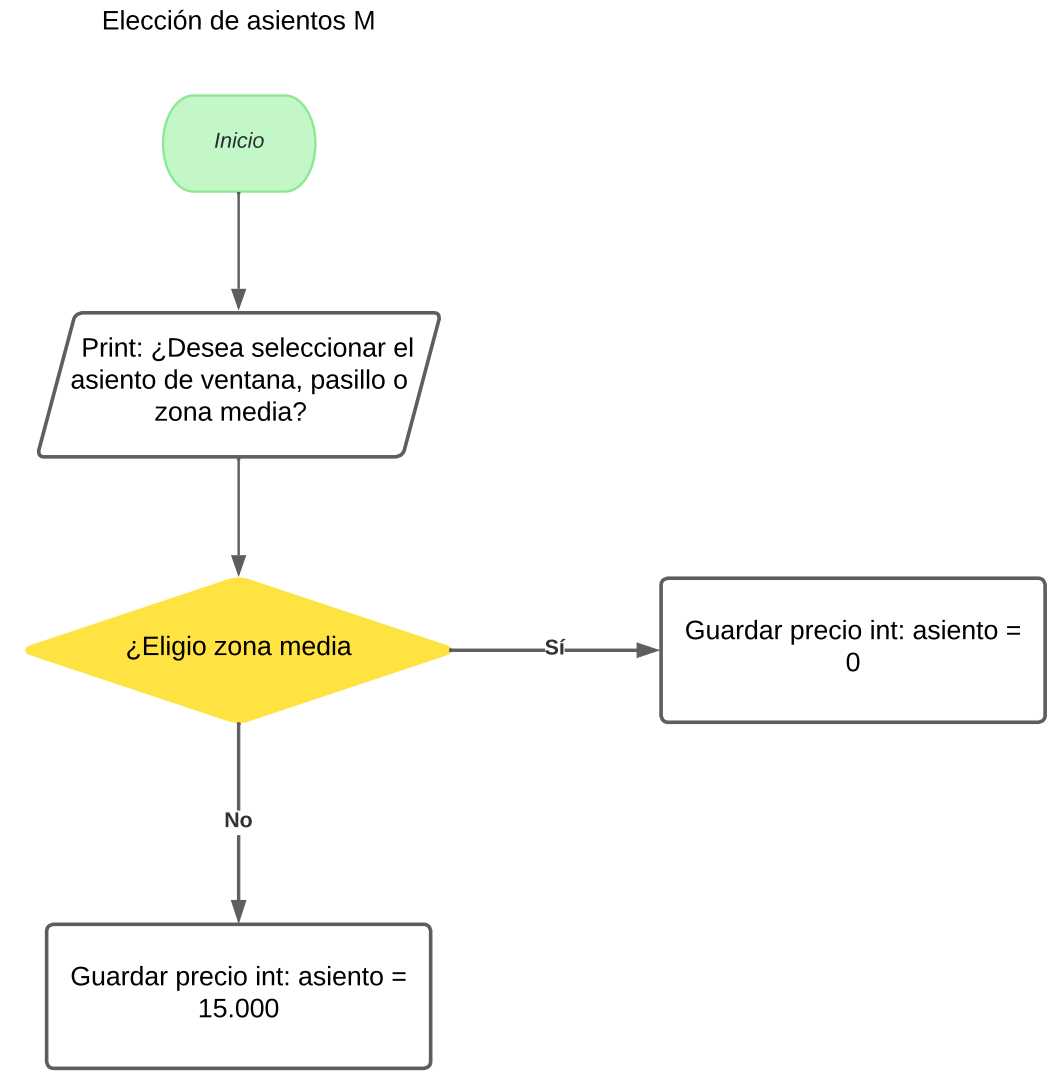 Elección de asientos M
Inicio
Print: ¿Desea seleccionar el
asiento de ventana, pasillo o
zona media?
¿Eligio zona media
Sí
Guardar precio int: asiento =
0
No
Guardar precio int: asiento =
15.000